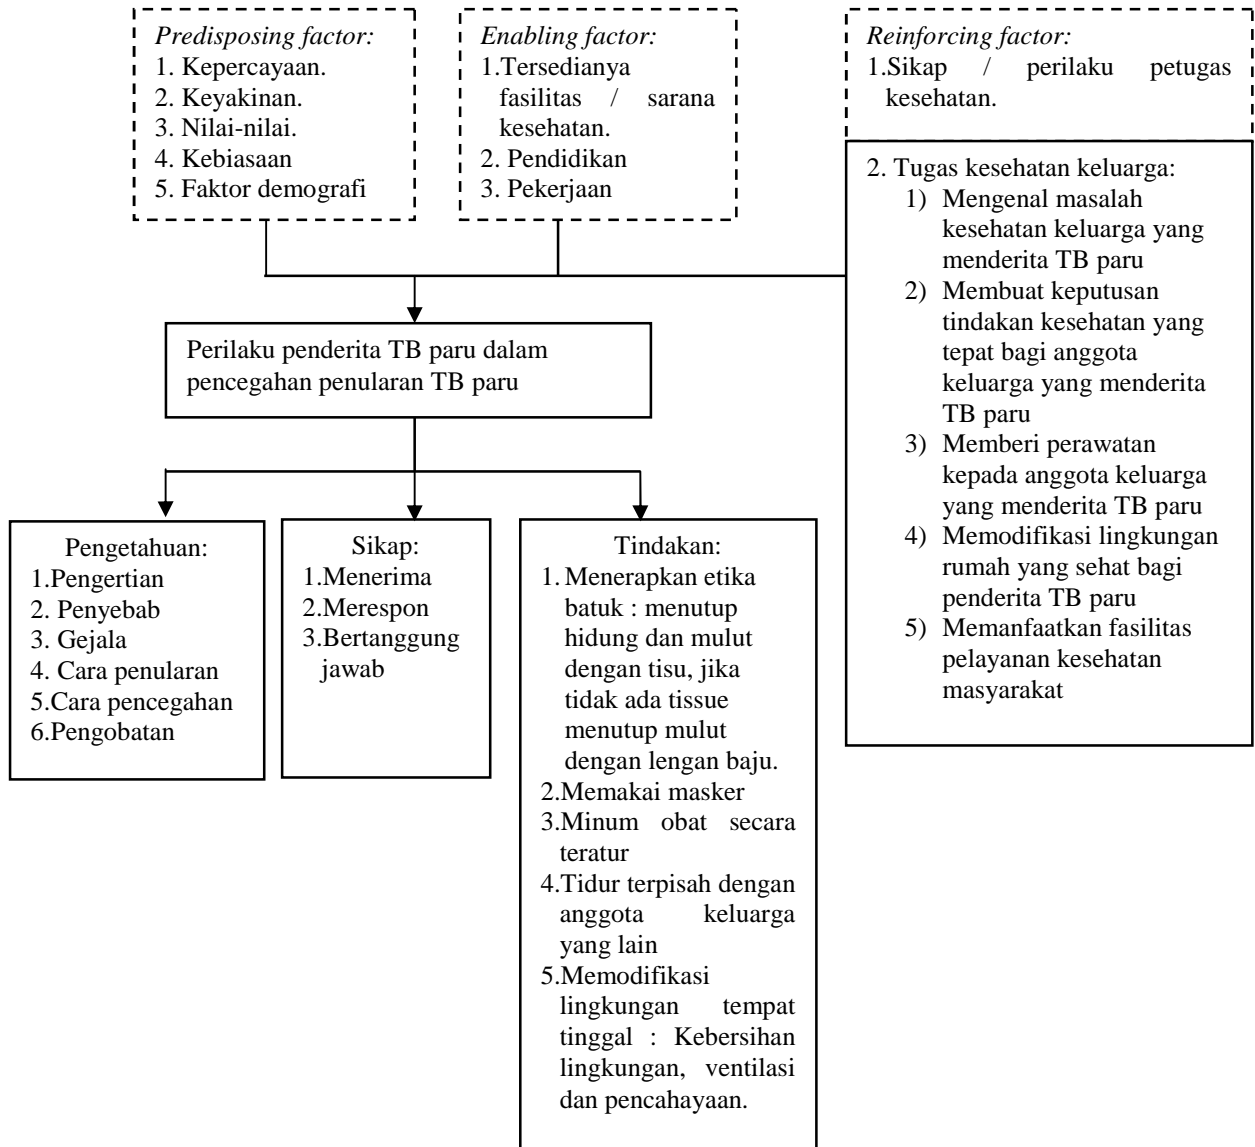 Predisposing factor:
1. Kepercayaan.
2. Keyakinan.
3. Nilai-nilai.
4. Kebiasaan
5. Faktor demografi
Enabling factor:
1.Tersedianya
fasilitas / sarana
kesehatan.
2. Pendidikan
3. Pekerjaan
Reinforcing factor:
1.Sikap / perilaku petugas
kesehatan.
2. Tugas kesehatan keluarga:
1) Mengenal masalah
kesehatan keluarga yang
menderita TB paru
2) Membuat keputusan
tindakan kesehatan yang
tepat bagi anggota
keluarga yang menderita
TB paru
3) Memberi perawatan
kepada anggota keluarga
yang menderita TB paru
4) Memodifikasi lingkungan
rumah yang sehat bagi
penderita TB paru
5) Memanfaatkan fasilitas
pelayanan kesehatan
masyarakat
Perilaku penderita TB paru dalam
pencegahan penularan TB paru
Pengetahuan:
1.Pengertian
2. Penyebab
3. Gejala
4. Cara penularan
5.Cara pencegahan
6.Pengobatan
Sikap:
1.Menerima
2.Merespon
3.Bertanggung
jawab
Tindakan:
1. Menerapkan etika
batuk : menutup
hidung dan mulut
dengan tisu, jika
tidak ada tissue
menutup mulut
dengan lengan baju.
2.Memakai masker
3.Minum obat secara
teratur
4.Tidur terpisah dengan
anggota keluarga
yang lain
5.Memodifikasi
lingkungan tempat
tinggal : Kebersihan
lingkungan, ventilasi
dan pencahayaan.